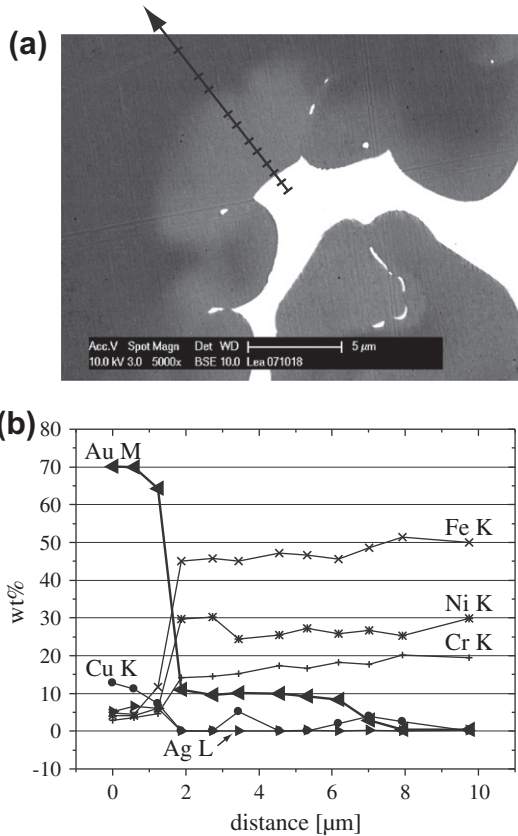 (a)
Acc.V Spot Magn Det WD 5 µm
10.0 kV 3.0 5000x BSE 10.0 Lea 071018
(b)
80
Au M
70
60
Fe K
50
40
wt%
Ni K
30
Cr K
20
Cu K
10
0
Ag L
-10
0 2 4 6 8 10
distance [µm]